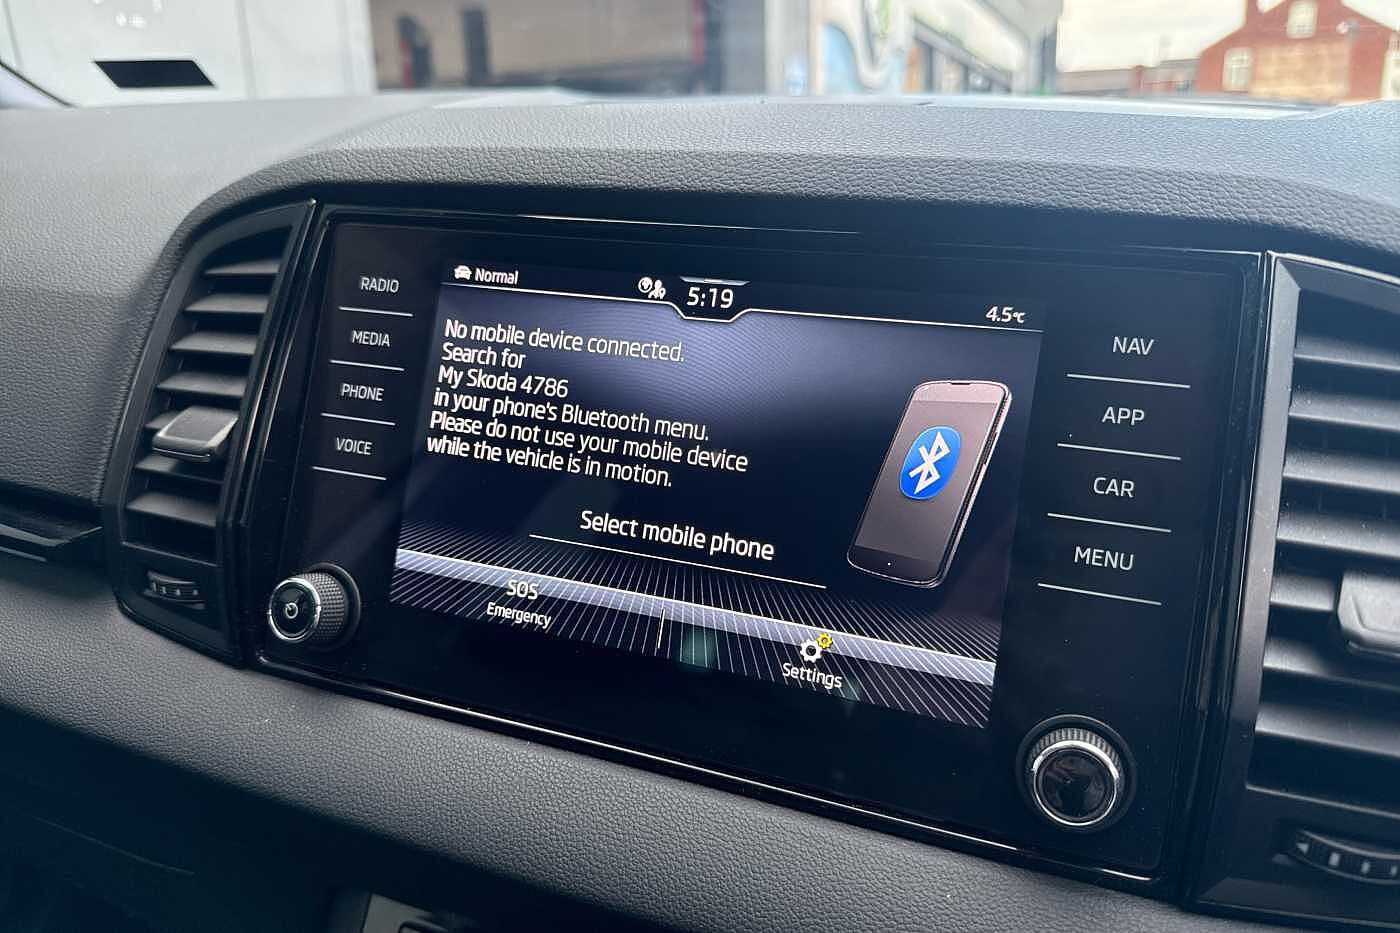 RADIO
MEDIA
PHONE
VOICE
Normal
5:19
4.5°C
No mobile device connected.
Search for
My Skoda 4786
in your phone's Bluetooth menu.
Please do not use your mobile device
while the vehicle is in motion.
Select mobile phone
SOS
Emergency
Settings
NAV
APP
CAR
MENU